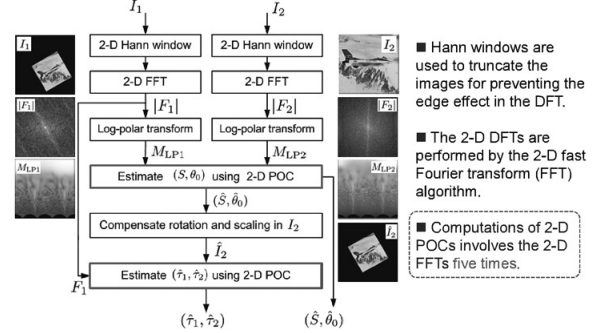 I₁
I₂
I₁
2-D Hann window
2-D Hann window
I₂
2-D FFT
2-D FFT
|F₁|
|F₁|
|F₂|
|F₂|
Log-polar transform
Log-polar transform
M_LP1
M_LP1
M_LP2
M_LP2
Estimate (S, θ₀) using 2-D POC
(Ŝ, θ̂₀)
Compensate rotation and scaling in I₂
Î₂
Î₂
F₁
Estimate (τ̂₁, τ̂₂) using 2-D POC
(τ̂₁, τ̂₂)
(Ŝ, θ̂₀)
■ Hann windows are
used to truncate the
images for preventing the
edge effect in the DFT.
■ The 2-D DFTs are
performed by the 2-D fast
Fourier transform (FFT)
algorithm.
■ Computations of 2-D
POCs involves the 2-D
FFTs five times.